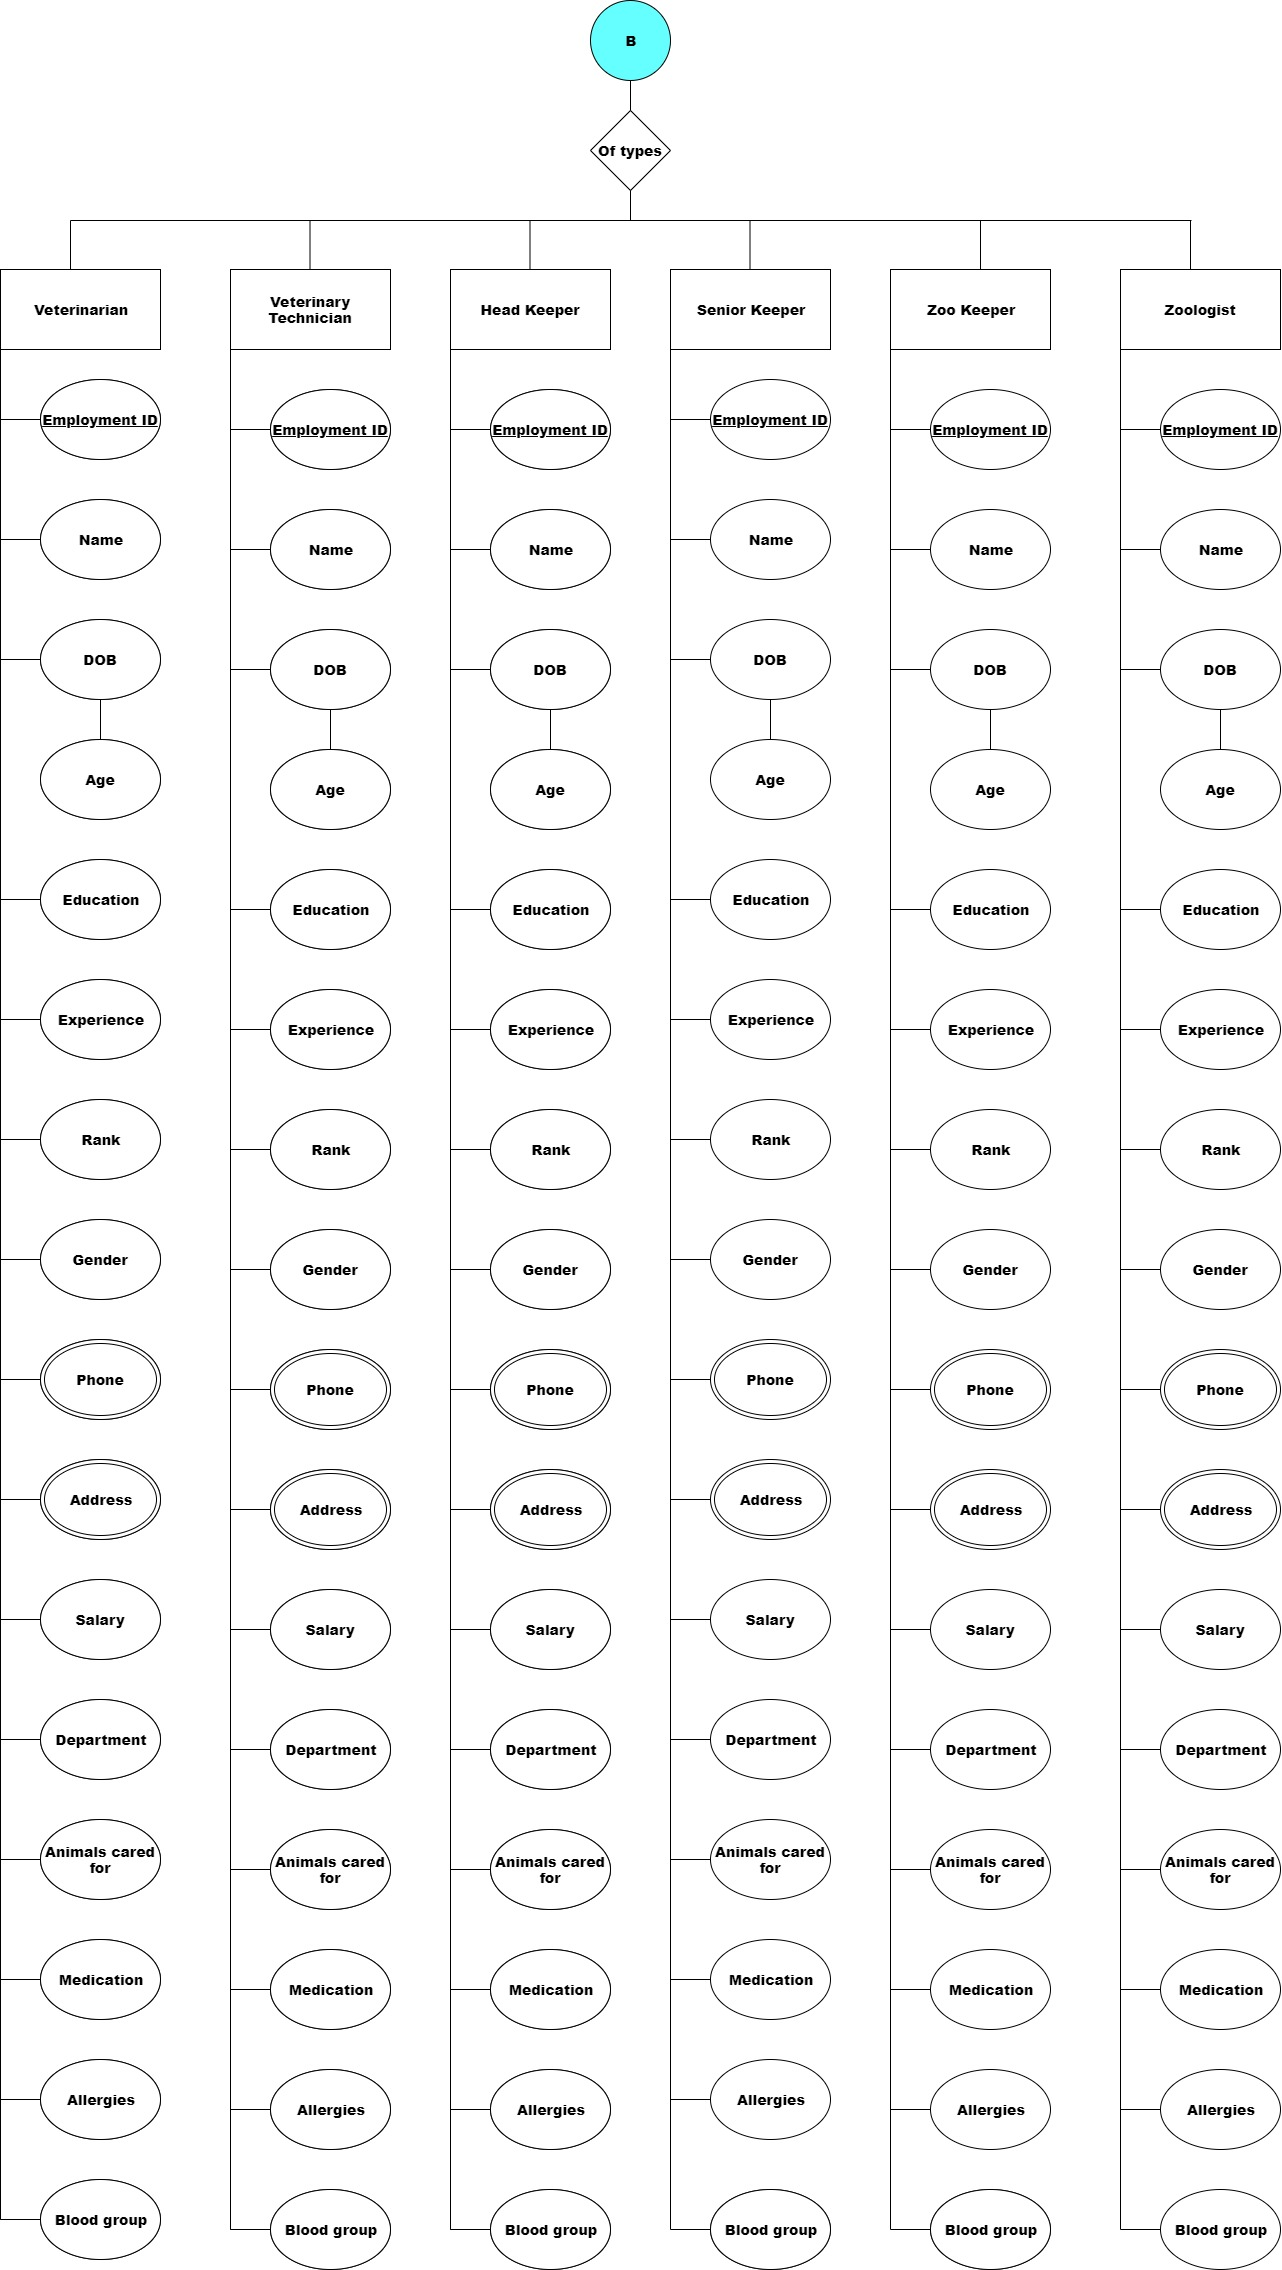 B
Of types
Veterinarian
Veterinary
Technician
Head Keeper
Senior Keeper
Zoo Keeper
Zoologist
Employment ID
Employment ID
Employment ID
Employment ID
Employment ID
Employment ID
Name
Name
Name
Name
Name
Name
DOB
DOB
DOB
DOB
DOB
DOB
Age
Age
Age
Age
Age
Age
Education
Education
Education
Education
Education
Education
Experience
Experience
Experience
Experience
Experience
Experience
Rank
Rank
Rank
Rank
Rank
Rank
Gender
Gender
Gender
Gender
Gender
Gender
Phone
Phone
Phone
Phone
Phone
Phone
Address
Address
Address
Address
Address
Address
Salary
Salary
Salary
Salary
Salary
Salary
Department
Department
Department
Department
Department
Department
Animals cared
for
Animals cared
for
Animals cared
for
Animals cared
for
Animals cared
for
Animals cared
for
Medication
Medication
Medication
Medication
Medication
Medication
Allergies
Allergies
Allergies
Allergies
Allergies
Allergies
Blood group
Blood group
Blood group
Blood group
Blood group
Blood group